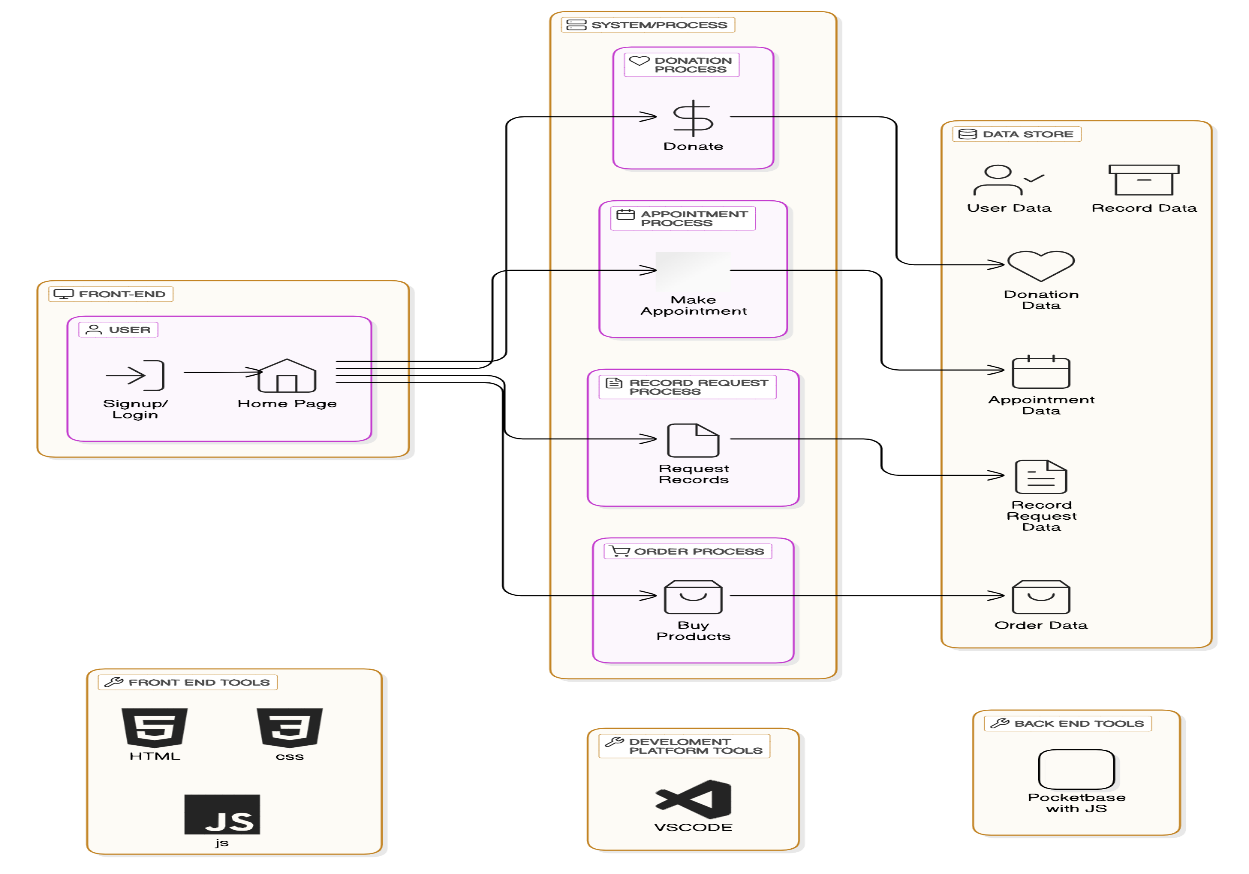 SYSTEM/PROCESS
DONATION
PROCESS
Donate
APPOINTMENT
PROCESS
Make
Appointment
RECORD REQUEST
PROCESS
Request
Records
ORDER PROCESS
Buy
Products
DATA STORE
User Data
Record Data
Donation
Data
Appointment
Data
Record
Request
Data
Order Data
FRONT-END
USER
Signup/
Login
Home Page
FRONT END TOOLS
5
HTML
3
css
JS
js
DEVELOMENT
PLATFORM TOOLS
VSCODE
BACK END TOOLS
Pocketbase
with JS